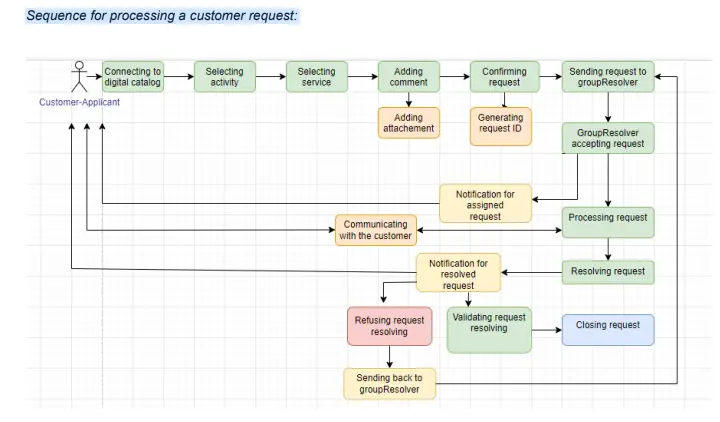 Sequence for processing a customer request:
Connecting to
digital catalog
Selecting
activity
Selecting
service
Adding
comment
Confirming
request
Sending request to
groupResolver
Customer-Applicant
Adding
attachement
Generating
request ID
GroupResolver
accepting request
Notification for
assigned
request
Processing request
Communicating
with the customer
Notification for
resolved
request
Resolving request
Refusing request
resolving
Validating request
resolving
Closing request
Sending back to
groupResolver